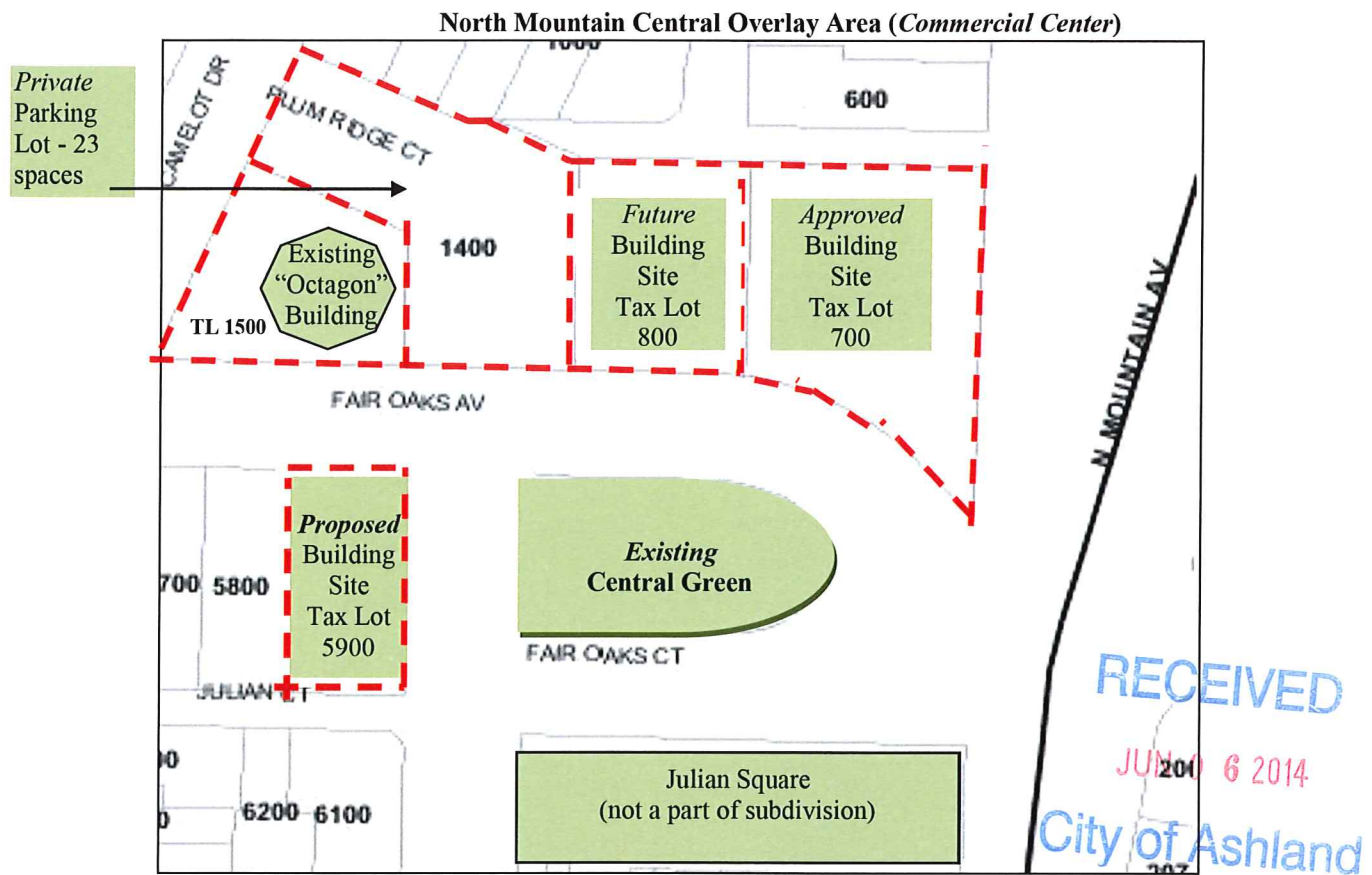 North Mountain Central Overlay Area (Commercial Center)
Private
Parking
Lot - 23
spaces
CAMELOT DR
PLUM RIDGE CT
1000
600
1400
Existing
“Octagon”
Building
TL 1500
Future
Building
Site
Tax Lot
800
Approved
Building
Site
Tax Lot
700
N MOUNTAIN AV
FAIR OAKS AV
Proposed
Building
Site
Tax Lot
5900
700
5800
Existing
Central Green
FAIR OAKS CT
JULIAN CT
RECEIVED
JUN 06 2014
City of Ashland
Julian Square
(not a part of subdivision)
6200
6100